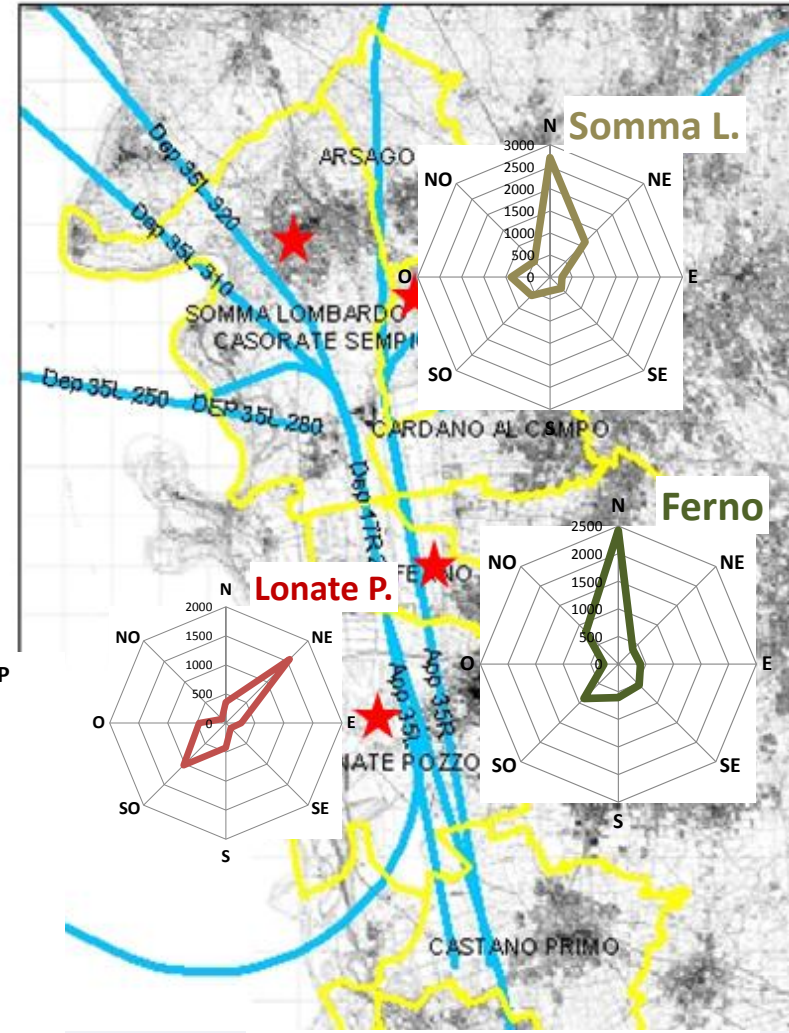 Dep 35L 320
Dep 35L 310
Dep 35L 250 - DEP 35L 280
ARSAGO
SOMMA LOMBARDO
CASORATE SEMPI
CARDANO AL CAMPO
Dep 17R
App 35L
App 35R
NATE POZZO
CASTANO PRIMO
P
Somma L.
N
NE
E
SE
S
SO
O
NO
3000
2500
2000
1500
1000
500
0
Ferno
N
NE
E
SE
S
SO
O
NO
2500
2000
1500
1000
500
0
Lonate P.
N
NE
E
SE
S
SO
O
NO
2000
1500
1000
500
0